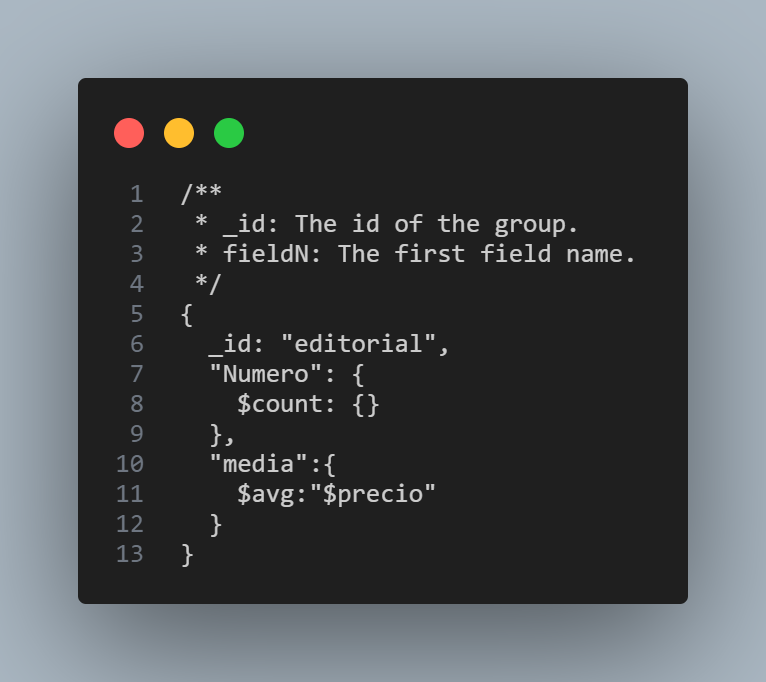 1 /**
2  * _id: The id of the group.
3  * fieldN: The first field name.
4  */
5 {
6   _id: "editorial",
7   "Numero": {
8     $count: {}
9   },
10   "media":{
11     $avg:"$precio"
12   }
13 }